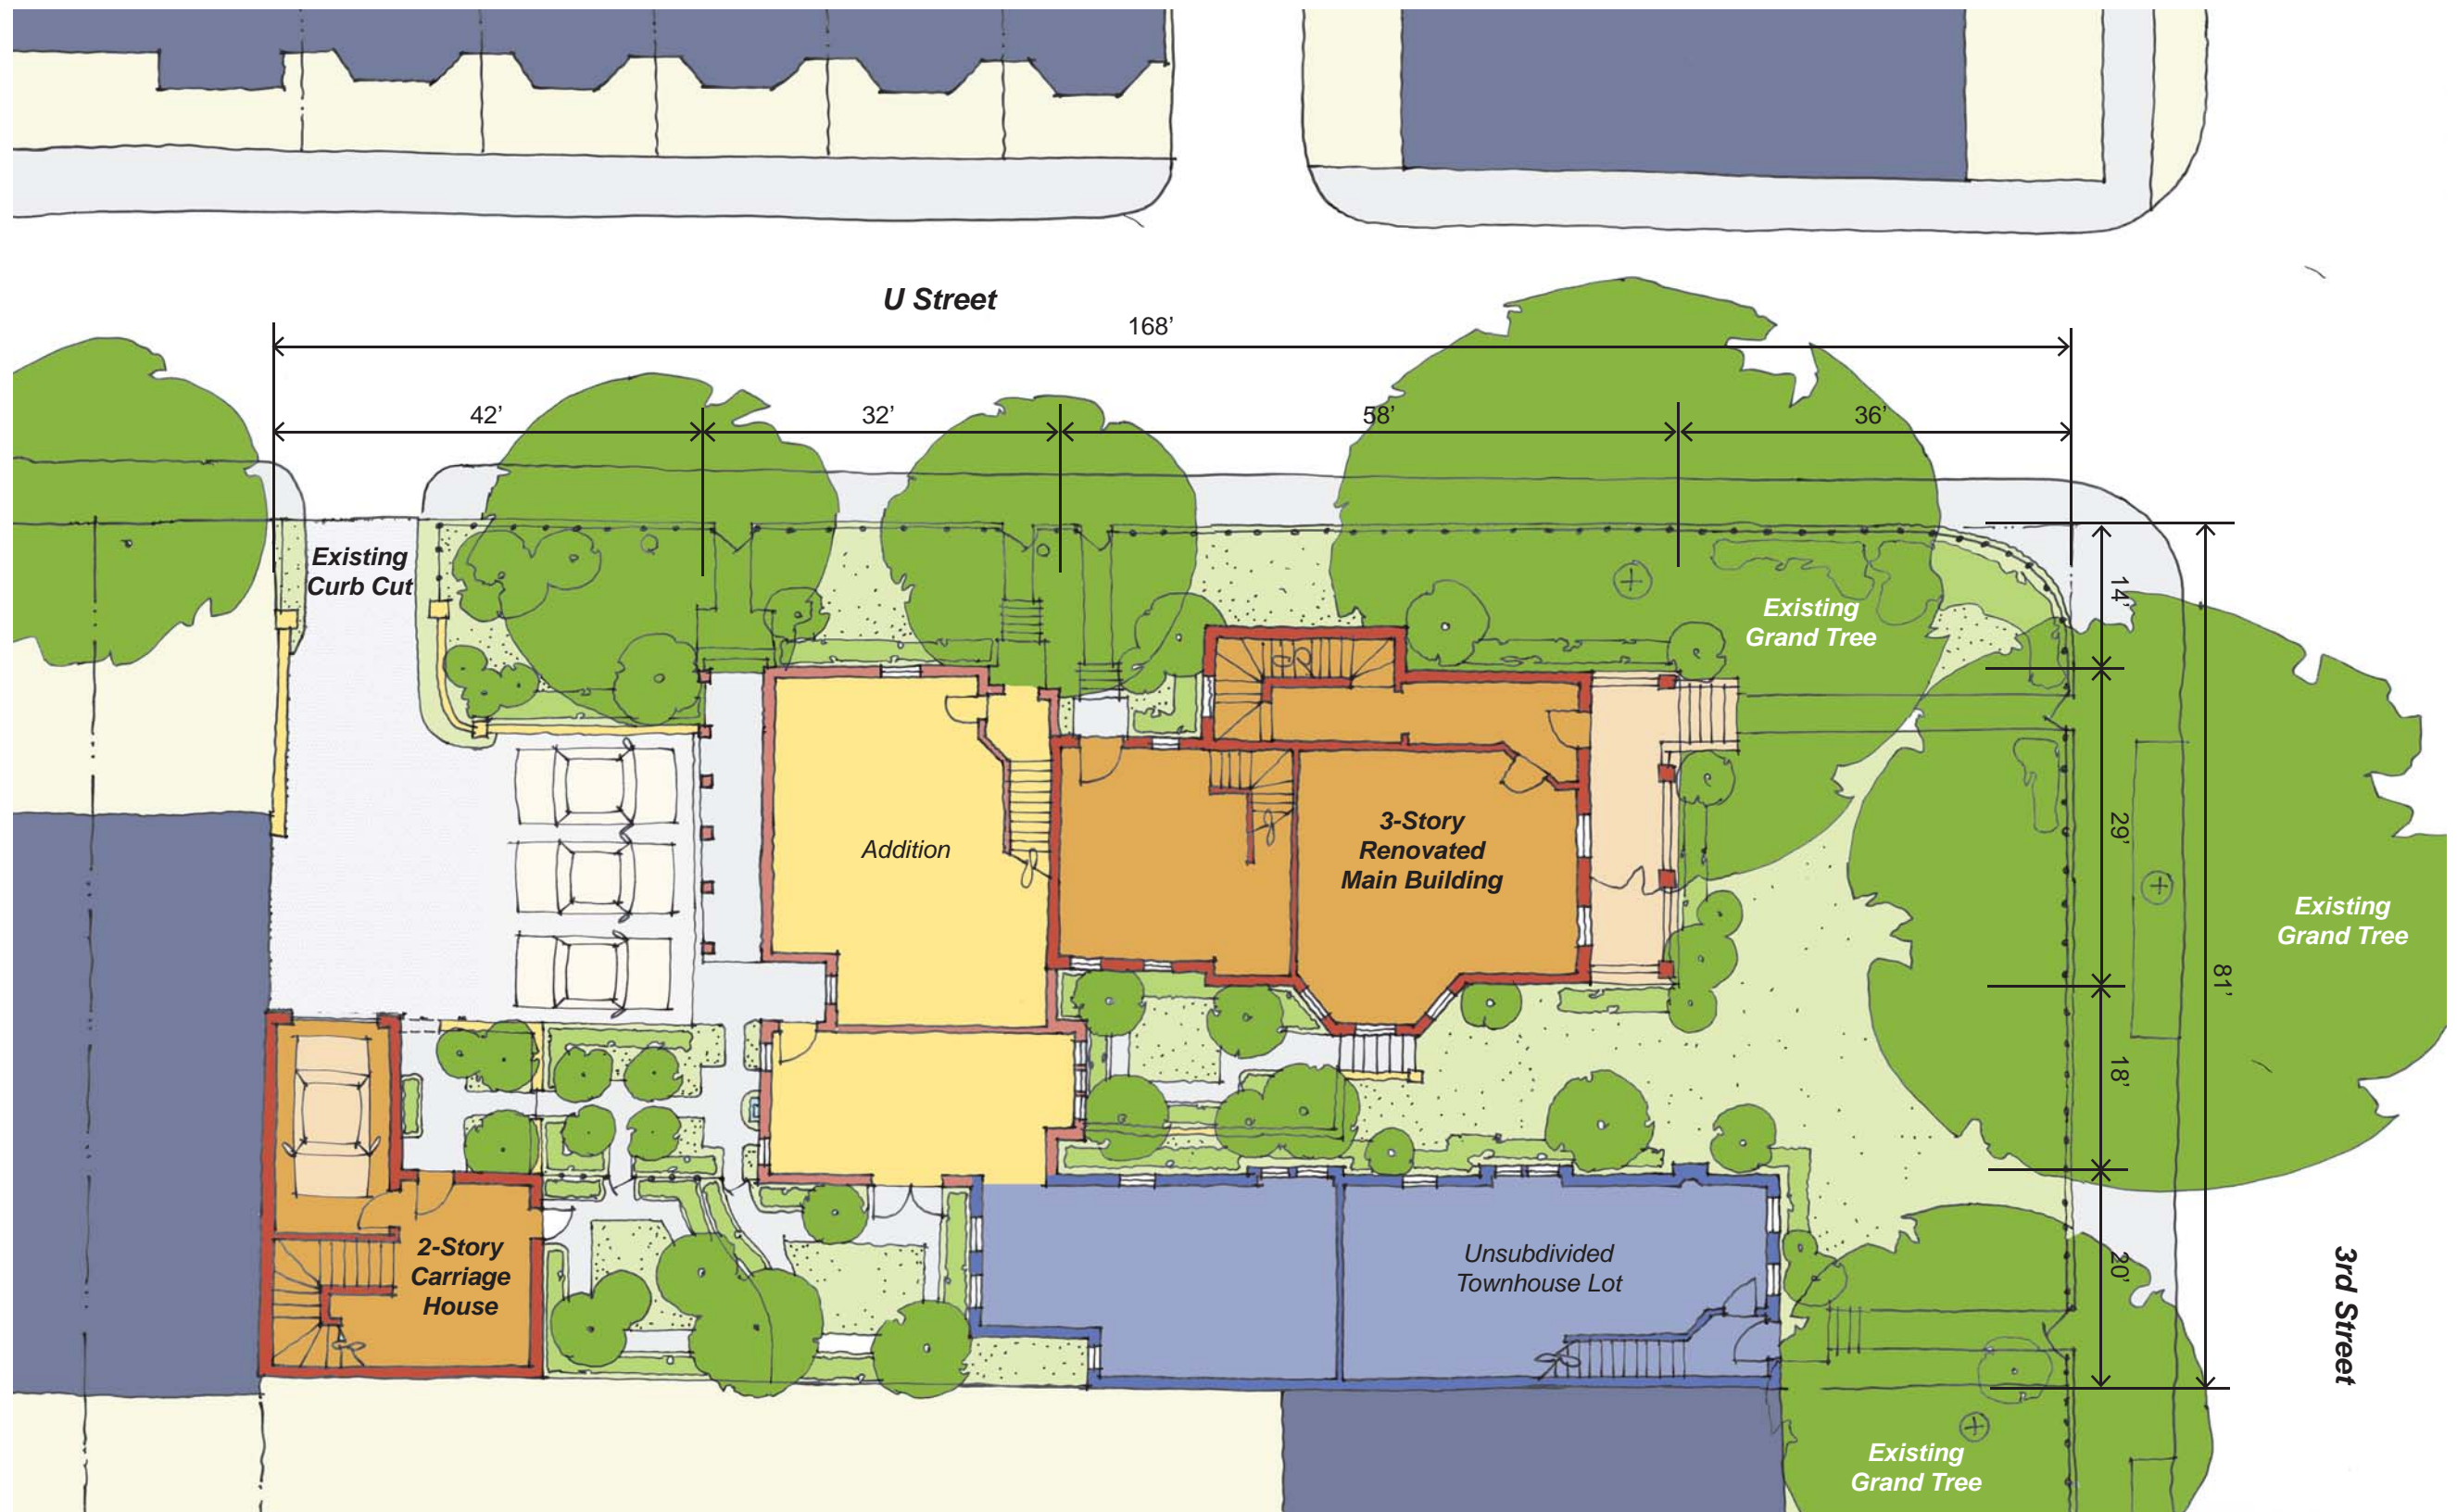 U Street
168’
42’
32’
58’
36’
Existing
Curb Cut
Existing
Grand Tree
14’
3-Story
Renovated
Main Building
Addition
29’
Existing
Grand Tree
81’
18’
2-Story
Carriage
House
Unsubdivided
Townhouse Lot
20’
3rd Street
Existing
Grand Tree